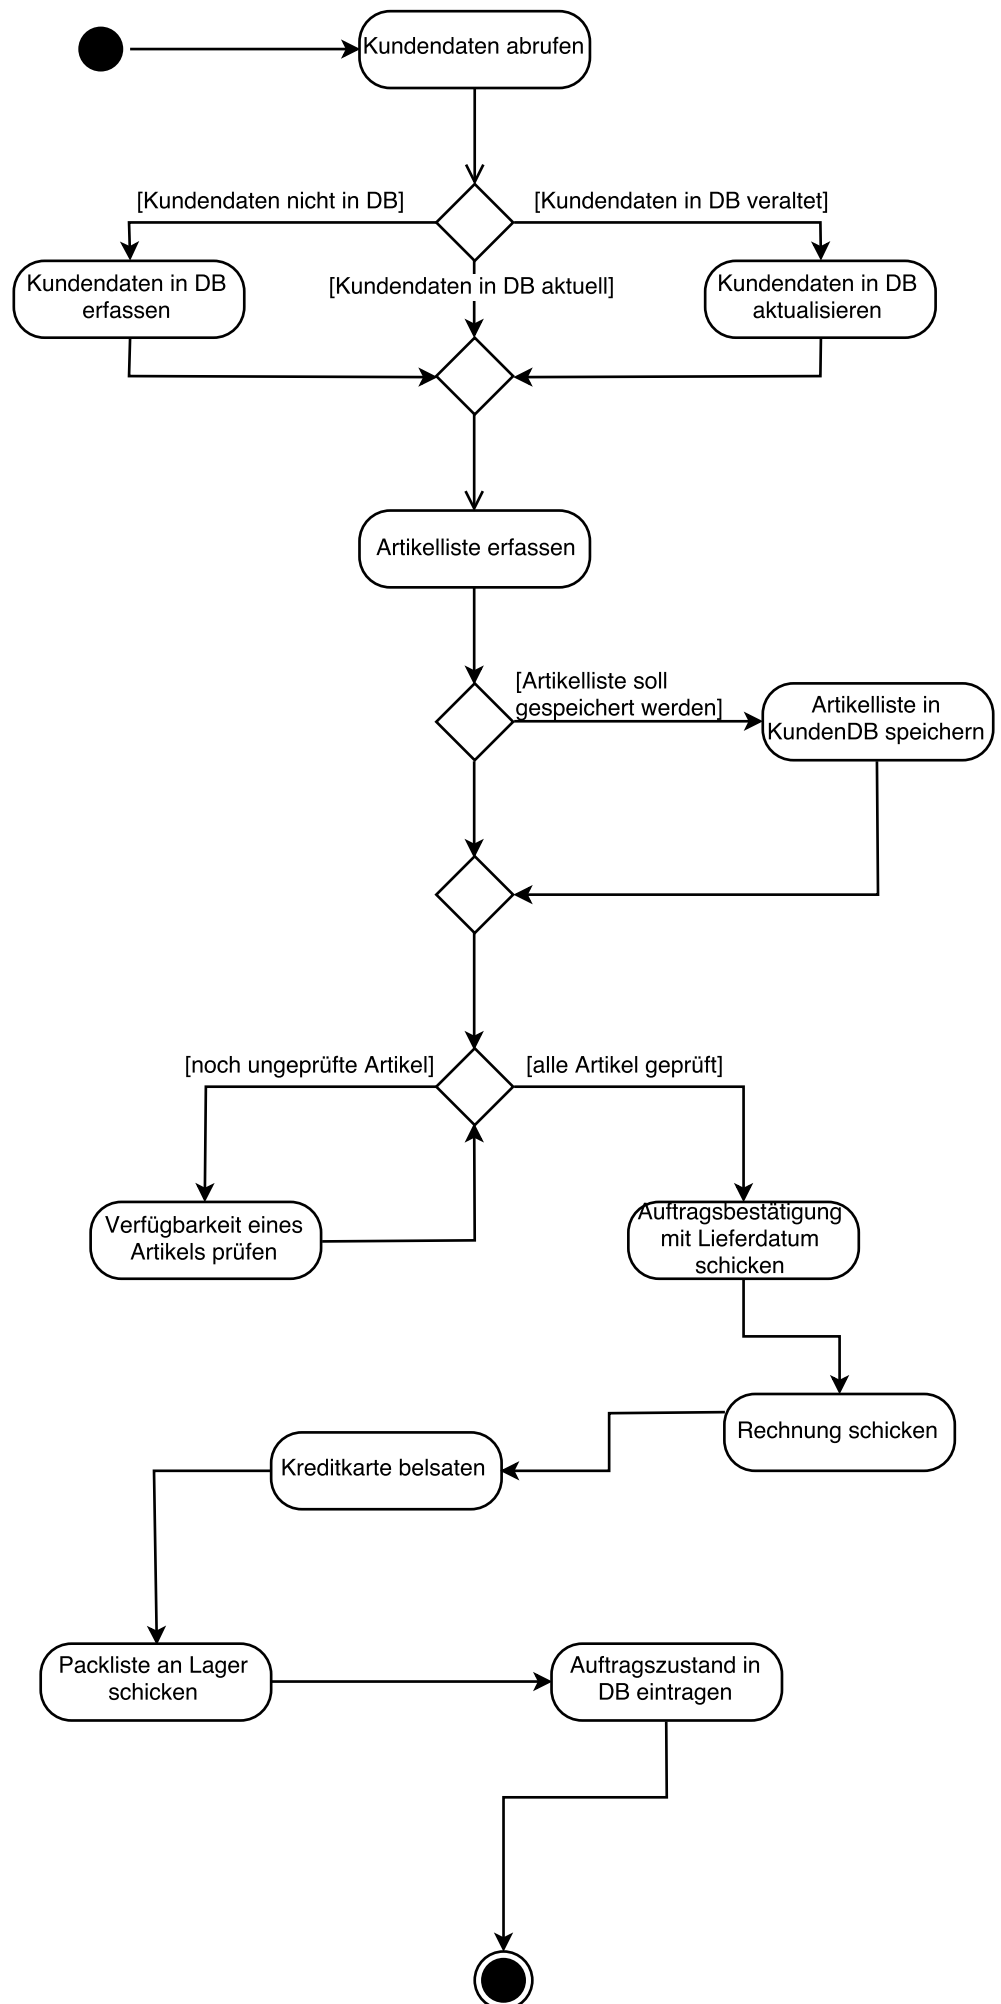 Kundendaten abrufen
[Kundendaten nicht in DB]
[Kundendaten in DB veraltet]
Kundendaten in DB
erfassen
[Kundendaten in DB aktuell]
Kundendaten in DB
aktualisieren
Artikelliste erfassen
[Artikelliste soll
gespeichert werden]
Artikelliste in
KundenDB speichern
[noch ungeprüfte Artikel]
[alle Artikel geprüft]
Verfügbarkeit eines
Artikels prüfen
Auftragsbestätigung
mit Lieferdatum
schicken
Rechnung schicken
Kreditkarte belsaten
Packliste an Lager
schicken
Auftragszustand in
DB eintragen